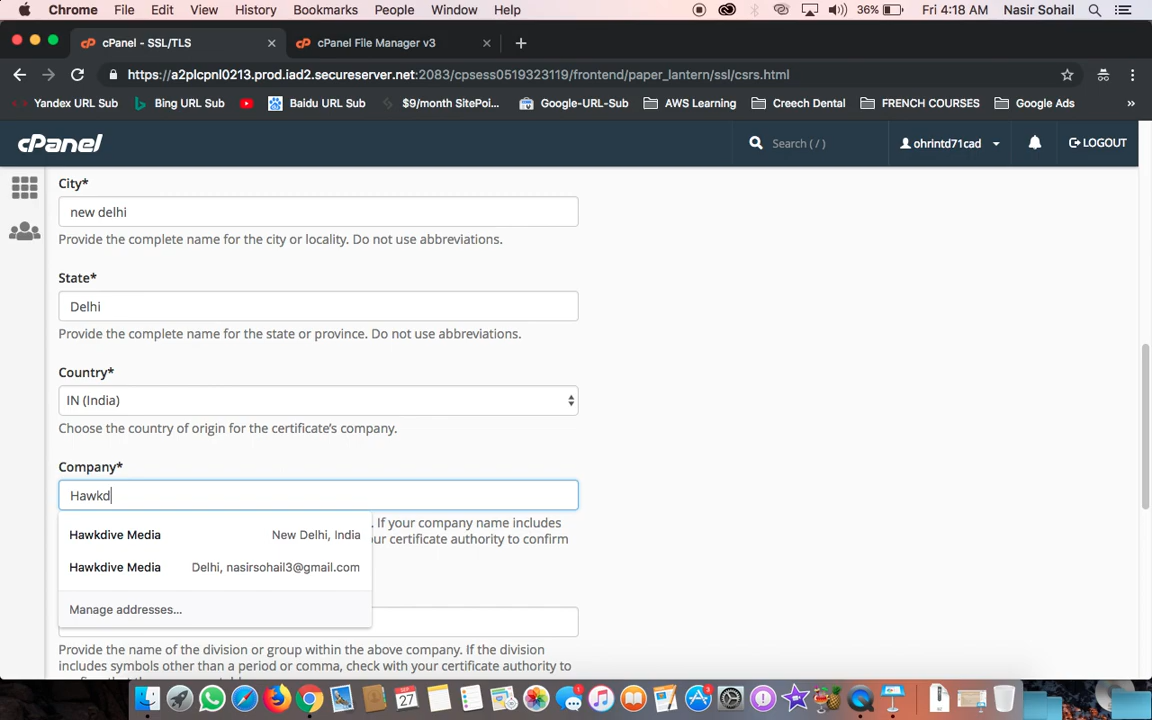 Chrome File Edit View History Bookmarks People Window Help 36% Fri 4:18 AM Nasir Sohail
cPanel - SSL/TLS cPanel File Manager v3
https://a2plcpnl0213.prod.iad2.secureserver.net:2083/cpsess0519323119/frontend/paper_lantern/ssl/csrs.html
Yandex URL Sub Bing URL Sub Baidu URL Sub $9/month SitePoi... Google-URL-Sub AWS Learning Creech Dental FRENCH COURSES Google Ads »
cPanel Search ( / ) ohrintd71cad LOGOUT
City*
new delhi
Provide the complete name for the city or locality. Do not use abbreviations.
State*
Delhi
Provide the complete name for the state or province. Do not use abbreviations.
Country*
IN (India)
Choose the country of origin for the certificate's company.
Company*
Hawkd
. If your company name includes
Hawkdive Media New Delhi, India
our certificate authority to confirm
Hawkdive Media Delhi, nasirsohail3@gmail.com
Manage addresses...
Provide the name of the division or group within the above company. If the division
includes symbols other than a period or comma, check with your certificate authority to
SEP
27
1
3